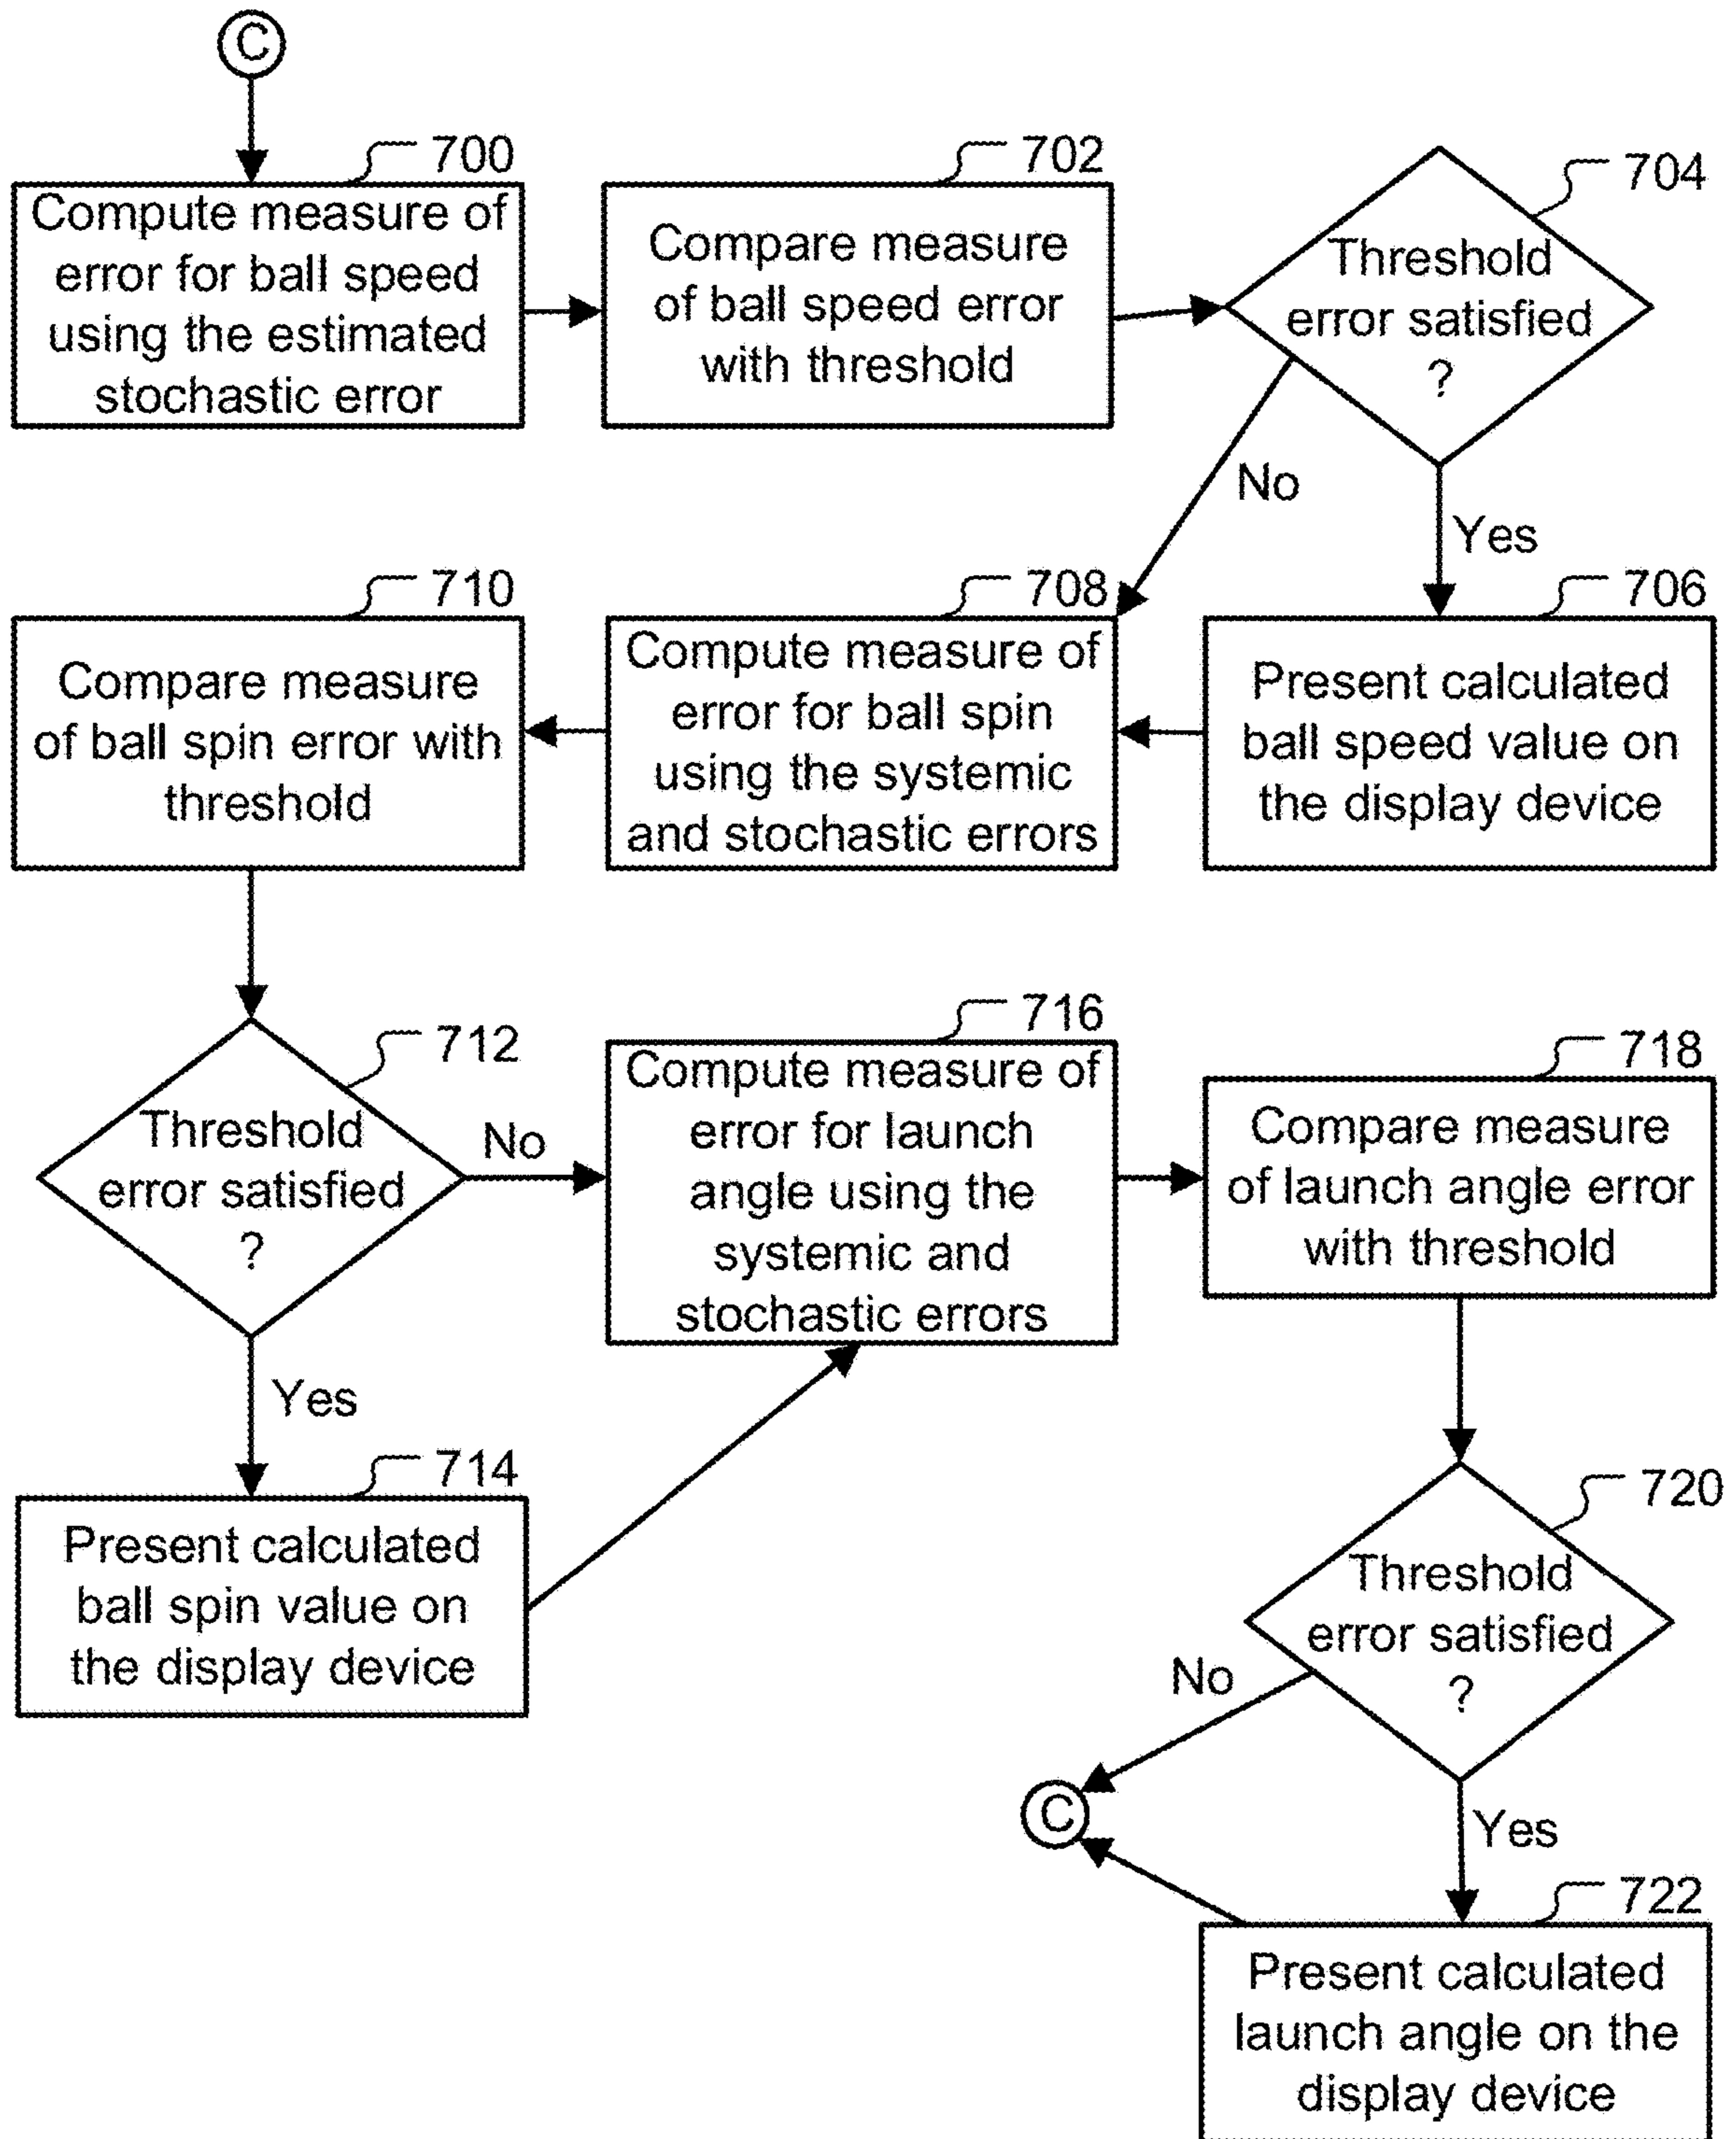 C
700
Compute measure of
error for ball speed
using the estimated
stochastic error
702
Compare measure
of ball speed error
with threshold
704
Threshold
error satisfied
?
No
Yes
706
Present calculated
ball speed value on
the display device
708
Compute measure of
error for ball spin
using the systemic
and stochastic errors
710
Compare measure
of ball spin error with
threshold
712
Threshold
error satisfied
?
No
Yes
714
Present calculated
ball spin value on
the display device
716
Compute measure of
error for launch
angle using the
systemic and
stochastic errors
718
Compare measure
of launch angle error
with threshold
720
Threshold
error satisfied
?
No
Yes
C
722
Present calculated
launch angle on the
display device